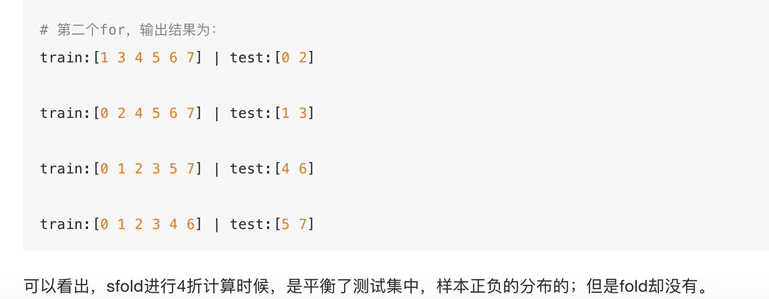 # 第二个for，输出结果为：
train:[1 3 4 5 6 7] | test:[0 2]
train:[0 2 4 5 6 7] | test:[1 3]
train:[0 1 2 3 5 7] | test:[4 6]
train:[0 1 2 3 4 6] | test:[5 7]
可以看出，sfold进行4折计算时候，是平衡了测试集中，样本正负的分布的；但是fold却没有。